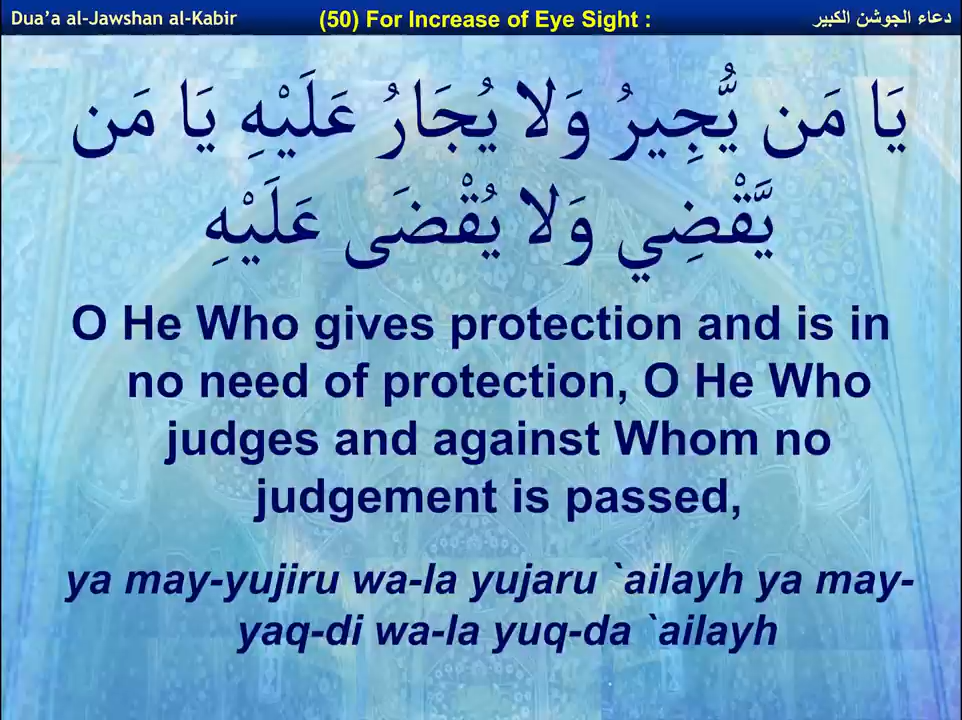 Dua’a al-Jawshan al-Kabir
(50) For Increase of Eye Sight :
دعاء الجوشن الكبير
يَا مَن يُّجِيرُ وَلا يُجَارُ عَلَيْهِ يَا مَن
يَّقْضِي وَلا يُقْضَى عَلَيْهِ
O He Who gives protection and is in
no need of protection, O He Who
judges and against Whom no
judgement is passed,
ya may-yujiru wa-la yujaru `ailayh ya may-
yaq-di wa-la yuq-da `ailayh